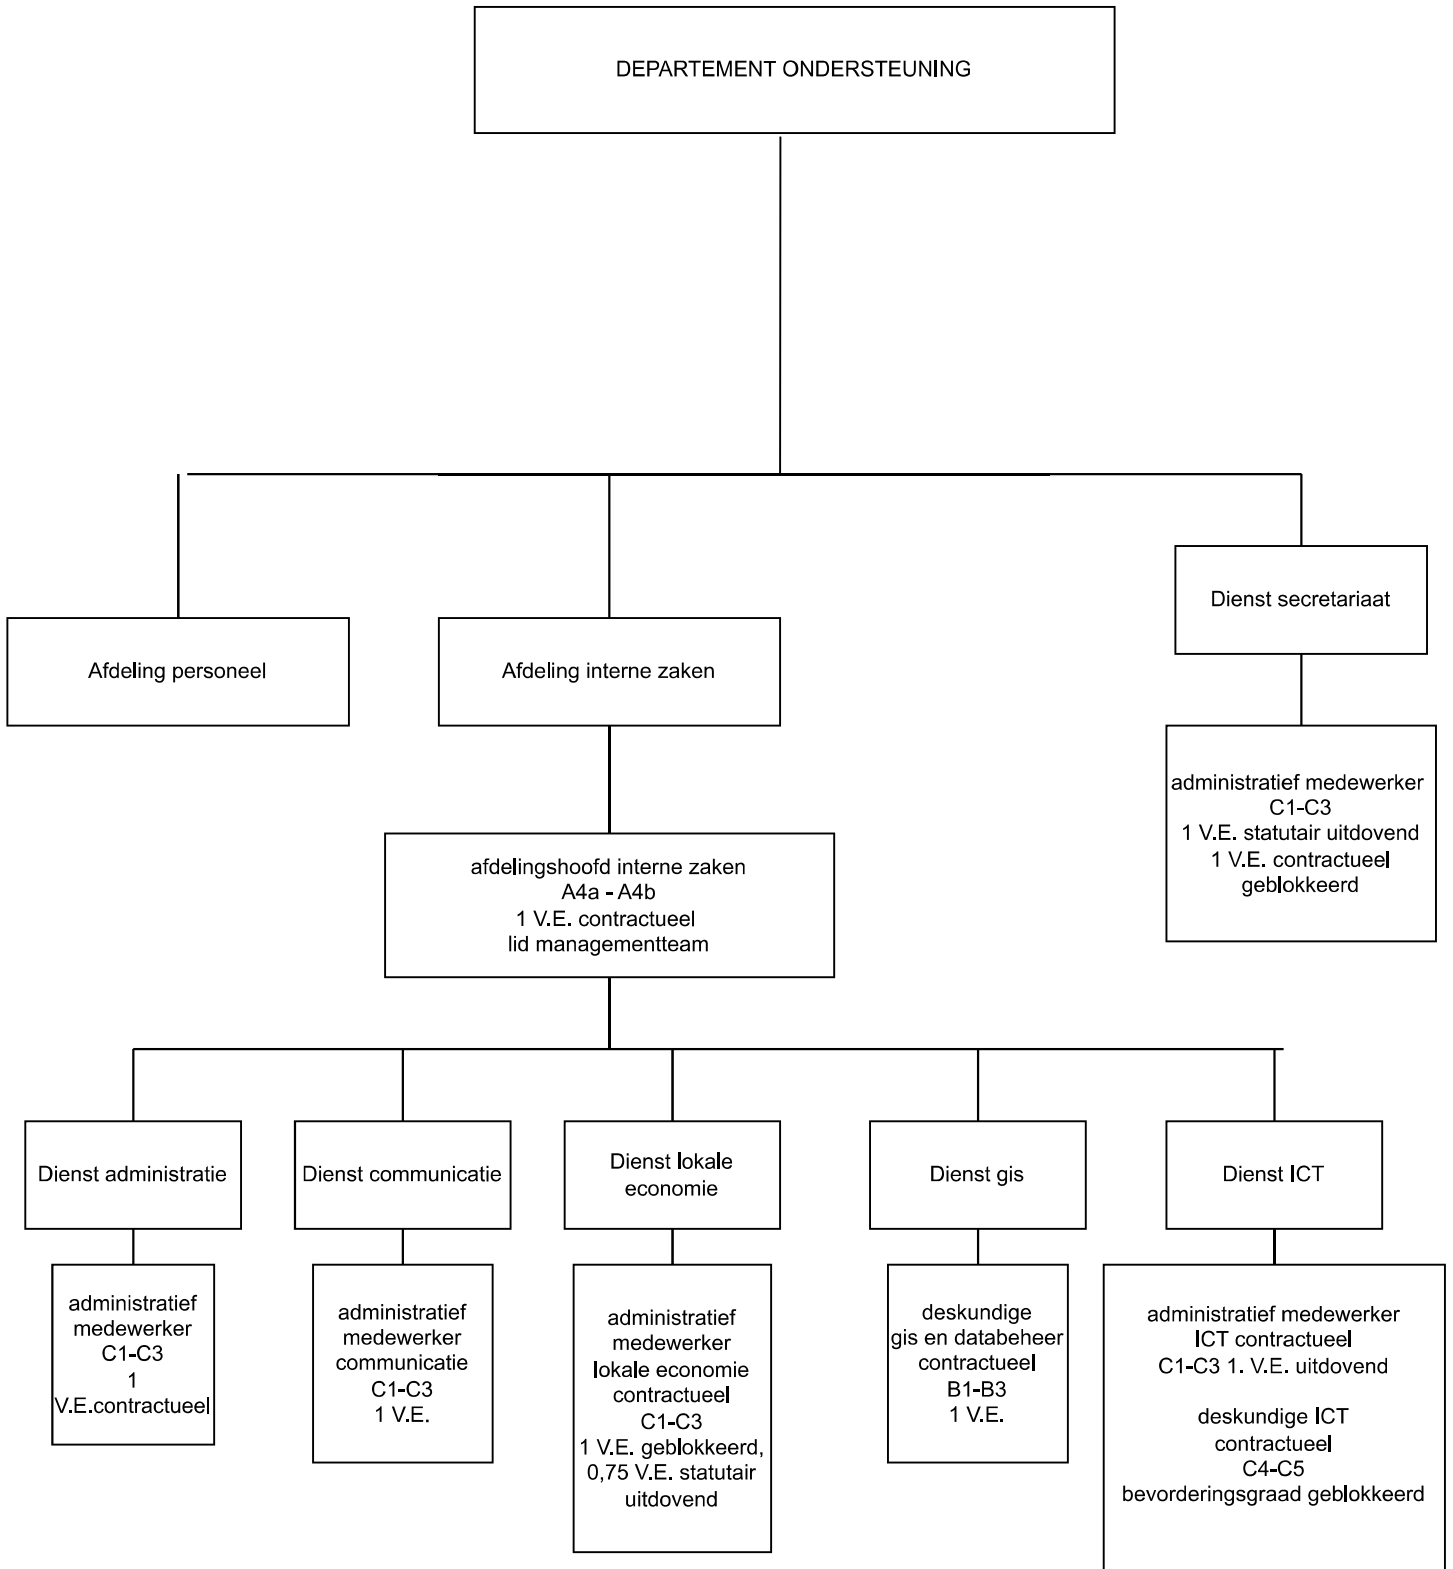 DEPARTEMENT ONDERSTEUNING
Dienst secretariaat
Afdeling personeel
Afdeling interne zaken
administratief medewerker
C1-C3
1 V.E. statutair uitdovend
1 V.E. contractueel
geblokkeerd
afdelingshoofd interne zaken
A4a - A4b
1 V.E. contractueel
lid managementteam
Dienst administratie
Dienst communicatie
Dienst lokale
economie
Dienst gis
Dienst ICT
administratief
medewerker
C1-C3
1
V.E.contractueel
administratief
medewerker
communicatie
C1-C3
1 V.E.
administratief
medewerker
lokale economie
contractueel
C1-C3
1 V.E. geblokkeerd,
0,75 V.E. statutair
uitdovend
deskundige
gis en databeheer
contractueel
B1-B3
1 V.E.
administratief medewerker
ICT contractueel
C1-C3 1. V.E. uitdovend
deskundige ICT
contractueel
C4-C5
bevorderingsgraad geblokkeerd